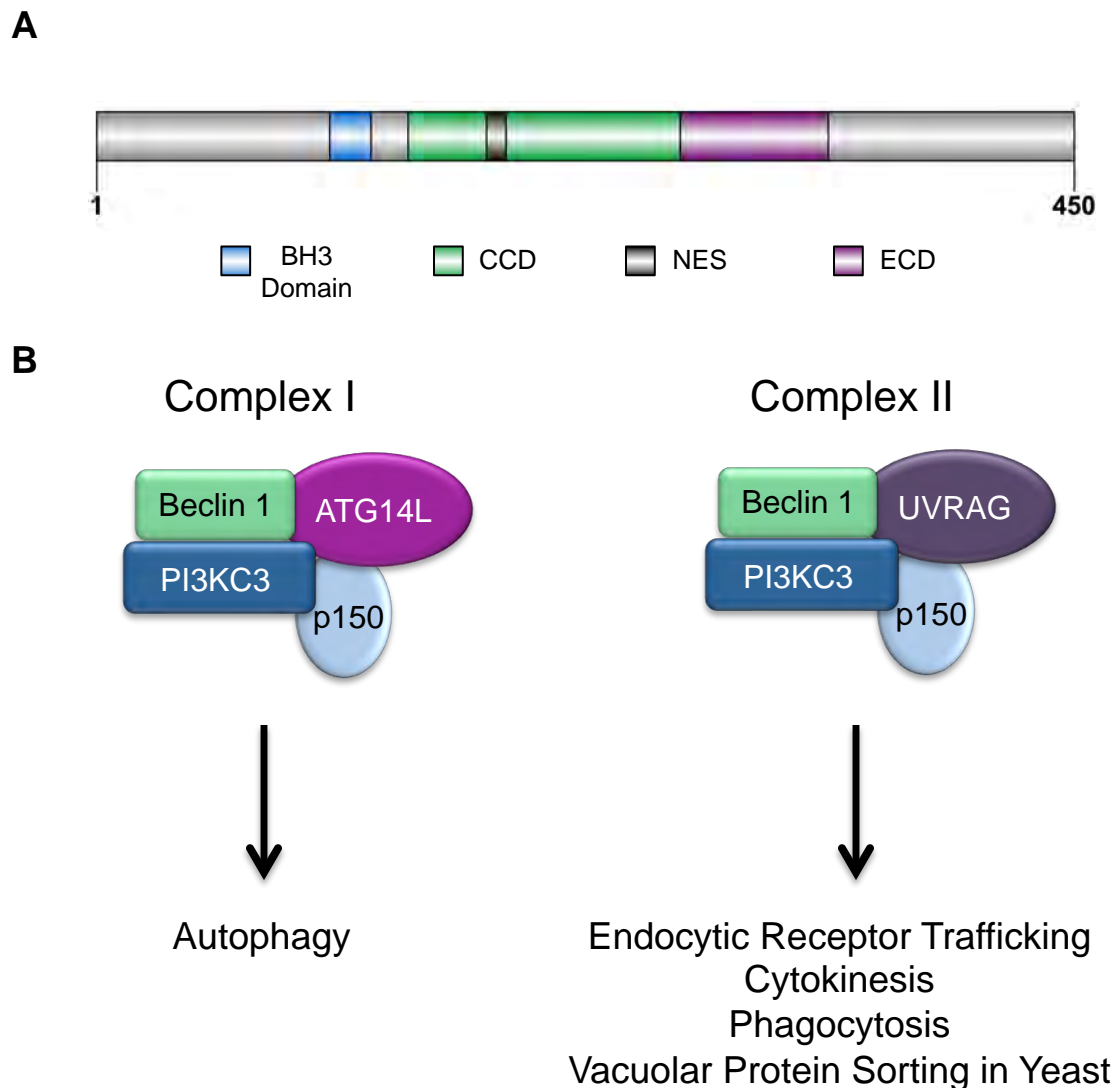 A
1
450
BH3
Domain
CCD
NES
ECD
B
Complex I
Complex II
Beclin 1
ATG14L
PI3KC3
p150
Beclin 1
UVRAG
PI3KC3
p150
Autophagy
Endocytic Receptor Trafficking
Cytokinesis
Phagocytosis
Vacuolar Protein Sorting in Yeast